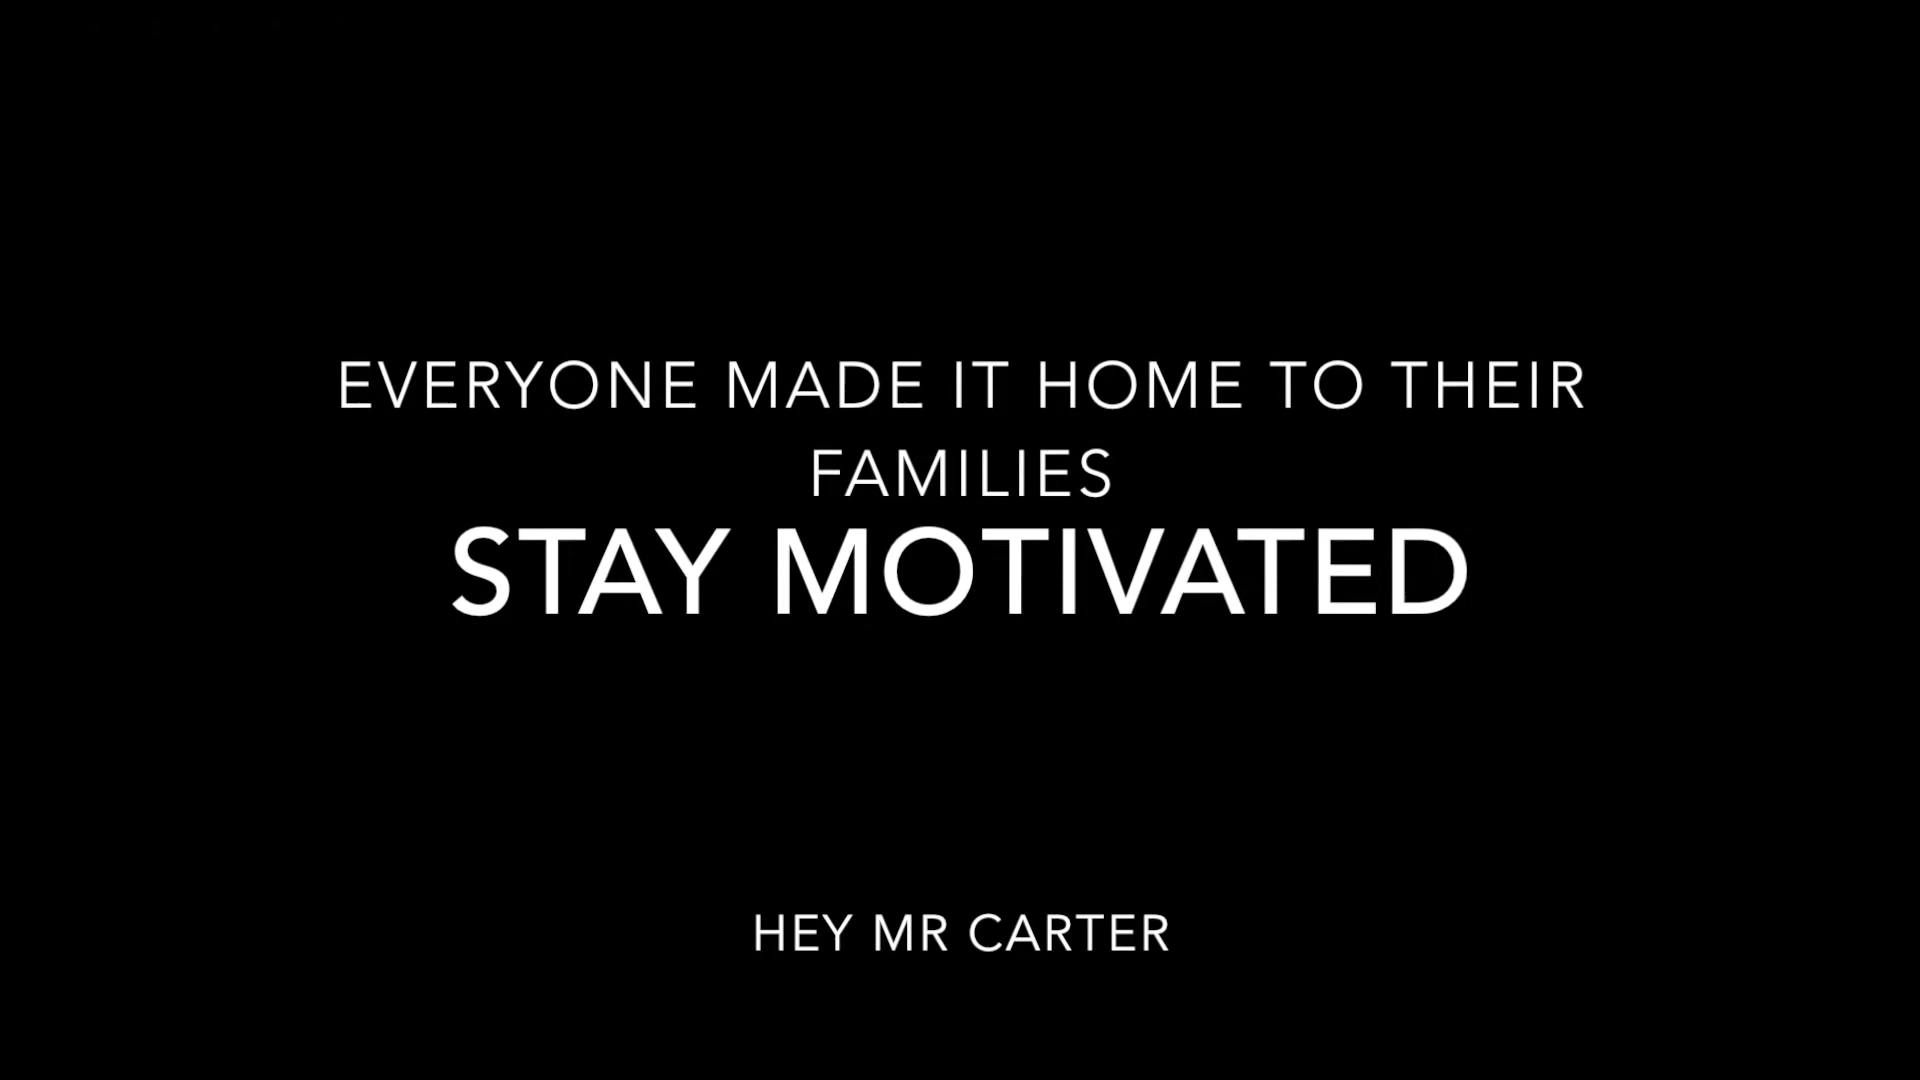 EVERYONE MADE IT HOME TO THEIR
FAMILIES
STAY MOTIVATED
HEY MR CARTER